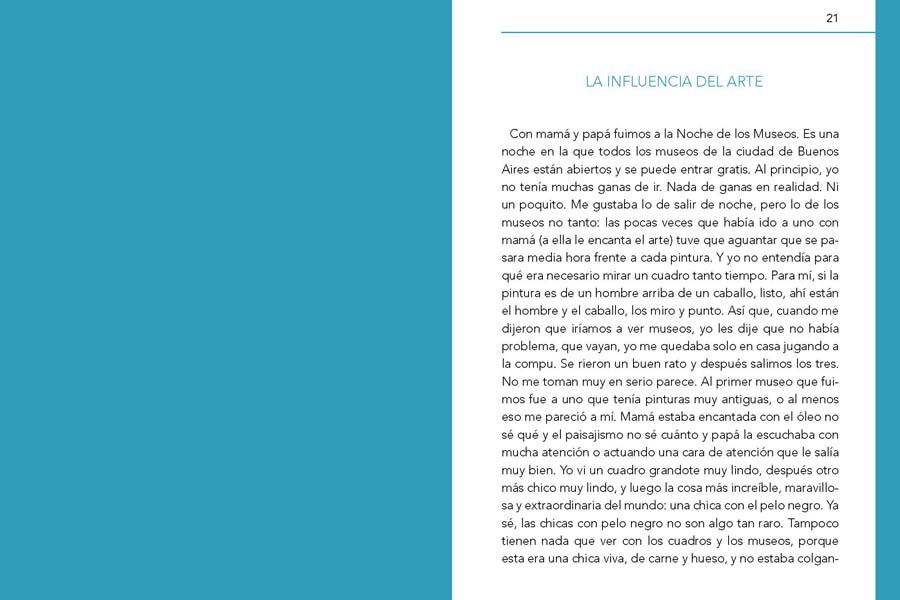 21
LA INFLUENCIA DEL ARTE
Con mamá y papá fuimos a la Noche de los Museos. Es una
noche en la que todos los museos de la ciudad de Buenos
Aires están abiertos y se puede entrar gratis. Al principio, yo
no tenía muchas ganas de ir. Nada de ganas en realidad. Ni
un poquito. Me gustaba lo de salir de noche, pero lo de los
museos no tanto: las pocas veces que había ido a uno con
mamá (a ella le encanta el arte) tuve que aguantar que se pa-
sara media hora frente a cada pintura. Y yo no entendía para
qué era necesario mirar un cuadro tanto tiempo. Para mí, si la
pintura es de un hombre arriba de un caballo, listo, ahí están
el hombre y el caballo, los miro y punto. Así que, cuando me
dijeron que iríamos a ver museos, yo les dije que no había
problema, que vayan, yo me quedaba solo en casa jugando a
la compu. Se rieron un buen rato y después salimos los tres.
No me toman muy en serio parece. Al primer museo que fui-
mos fue a uno que tenía pinturas muy antiguas, o al menos
eso me pareció a mí. Mamá estaba encantada con el óleo no
sé qué y el paisajismo no sé cuánto y papá la escuchaba con
mucha atención o actuando una cara de atención que le salía
muy bien. Yo vi un cuadro grandote muy lindo, después otro
más chico muy lindo, y luego la cosa más increíble, maravillo-
sa y extraordinaria del mundo: una chica con el pelo negro. Ya
sé, las chicas con pelo negro no son algo tan raro. Tampoco
tienen nada que ver con los cuadros y los museos, porque
esta era una chica viva, de carne y hueso, y no estaba colgan-